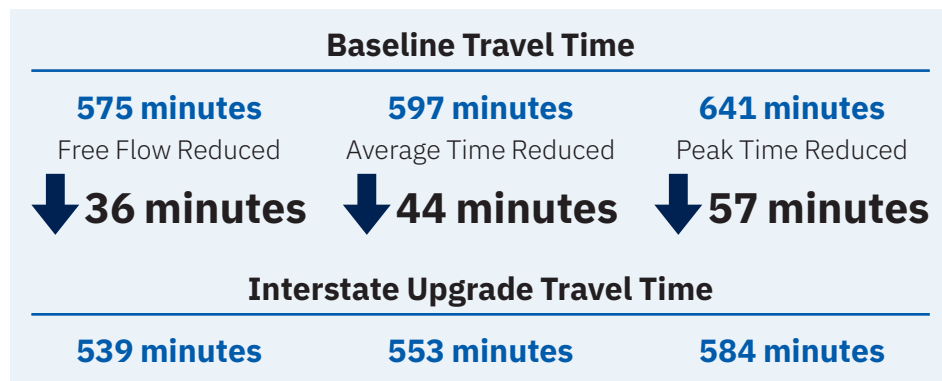 Baseline Travel Time
575 minutes 597 minutes 641 minutes
Free Flow Reduced Average Time Reduced Peak Time Reduced
36 minutes 44 minutes 57 minutes
Interstate Upgrade Travel Time
539 minutes 553 minutes 584 minutes